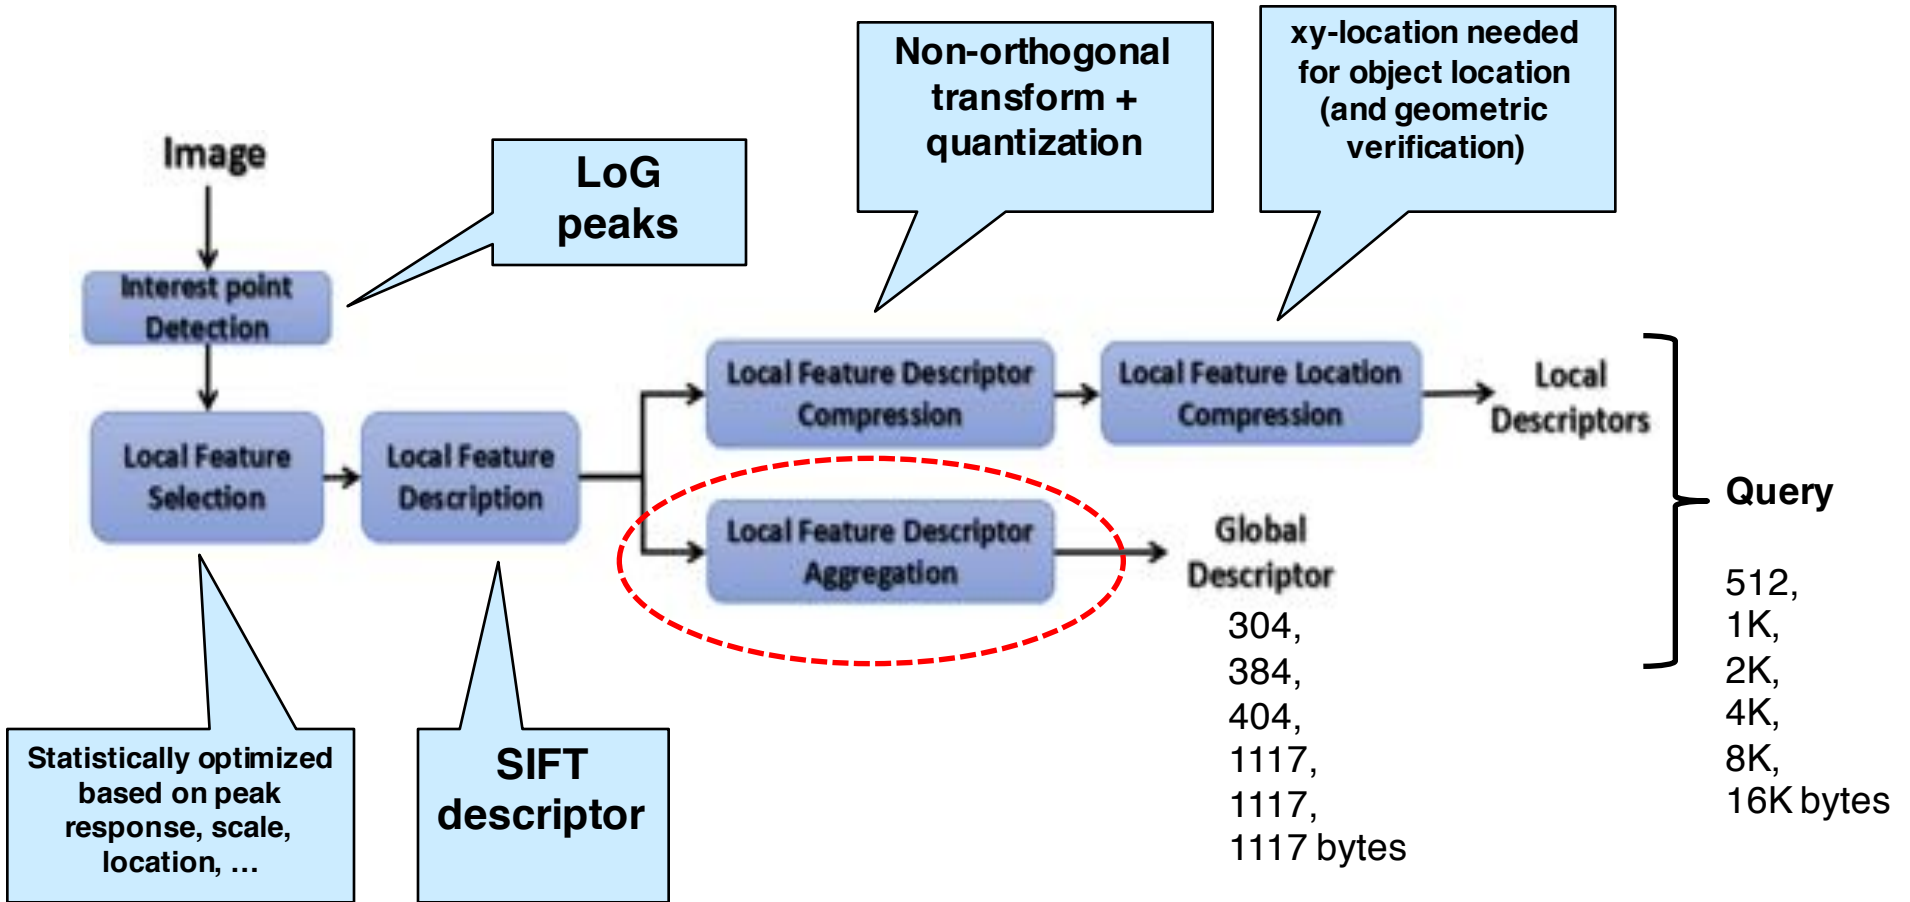 Non-orthogonal
transform +
quantization
xy-location needed
for object location
(and geometric
verification)
Image
LoG
peaks
Interest point
Detection
Local Feature Descriptor
Compression
Local Feature Location
Compression
Local
Descriptors
Local Feature
Selection
Local Feature
Description
Query
Local Feature Descriptor
Aggregation
Global
Descriptor
304,
384,
404,
1117,
1117,
1117 bytes
512,
1K,
2K,
4K,
8K,
16K bytes
Statistically optimized
based on peak
response, scale,
location, ...
SIFT
descriptor